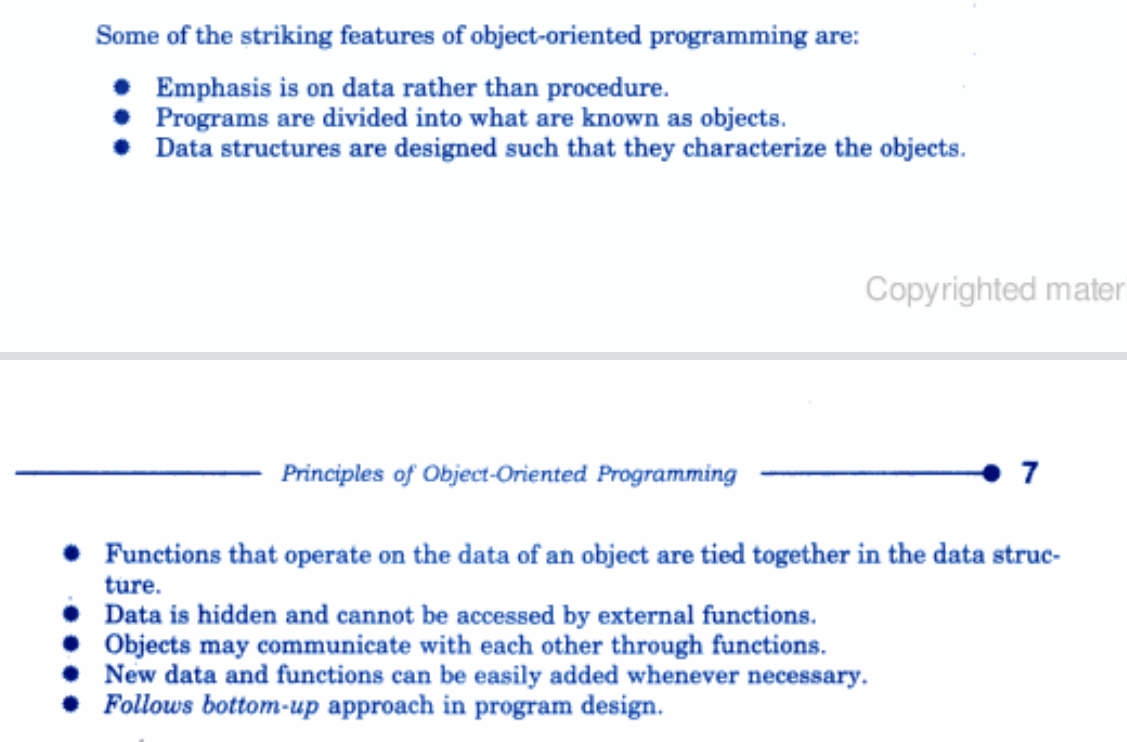 Some of the striking features of object-oriented programming are:
● Emphasis is on data rather than procedure.
● Programs are divided into what are known as objects.
● Data structures are designed such that they characterize the objects.
Copyrighted mater
Principles of Object-Oriented Programming 7
● Functions that operate on the data of an object are tied together in the data struc-
ture.
● Data is hidden and cannot be accessed by external functions.
● Objects may communicate with each other through functions.
● New data and functions can be easily added whenever necessary.
● Follows bottom-up approach in program design.